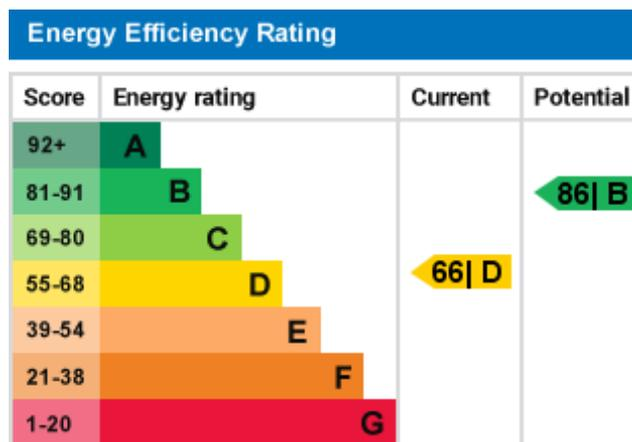 Energy Efficiency Rating
Score Energy rating Current Potential
92+ A
81-91 B 86| B
69-80 C
55-68 D 66| D
39-54 E
21-38 F
1-20 G